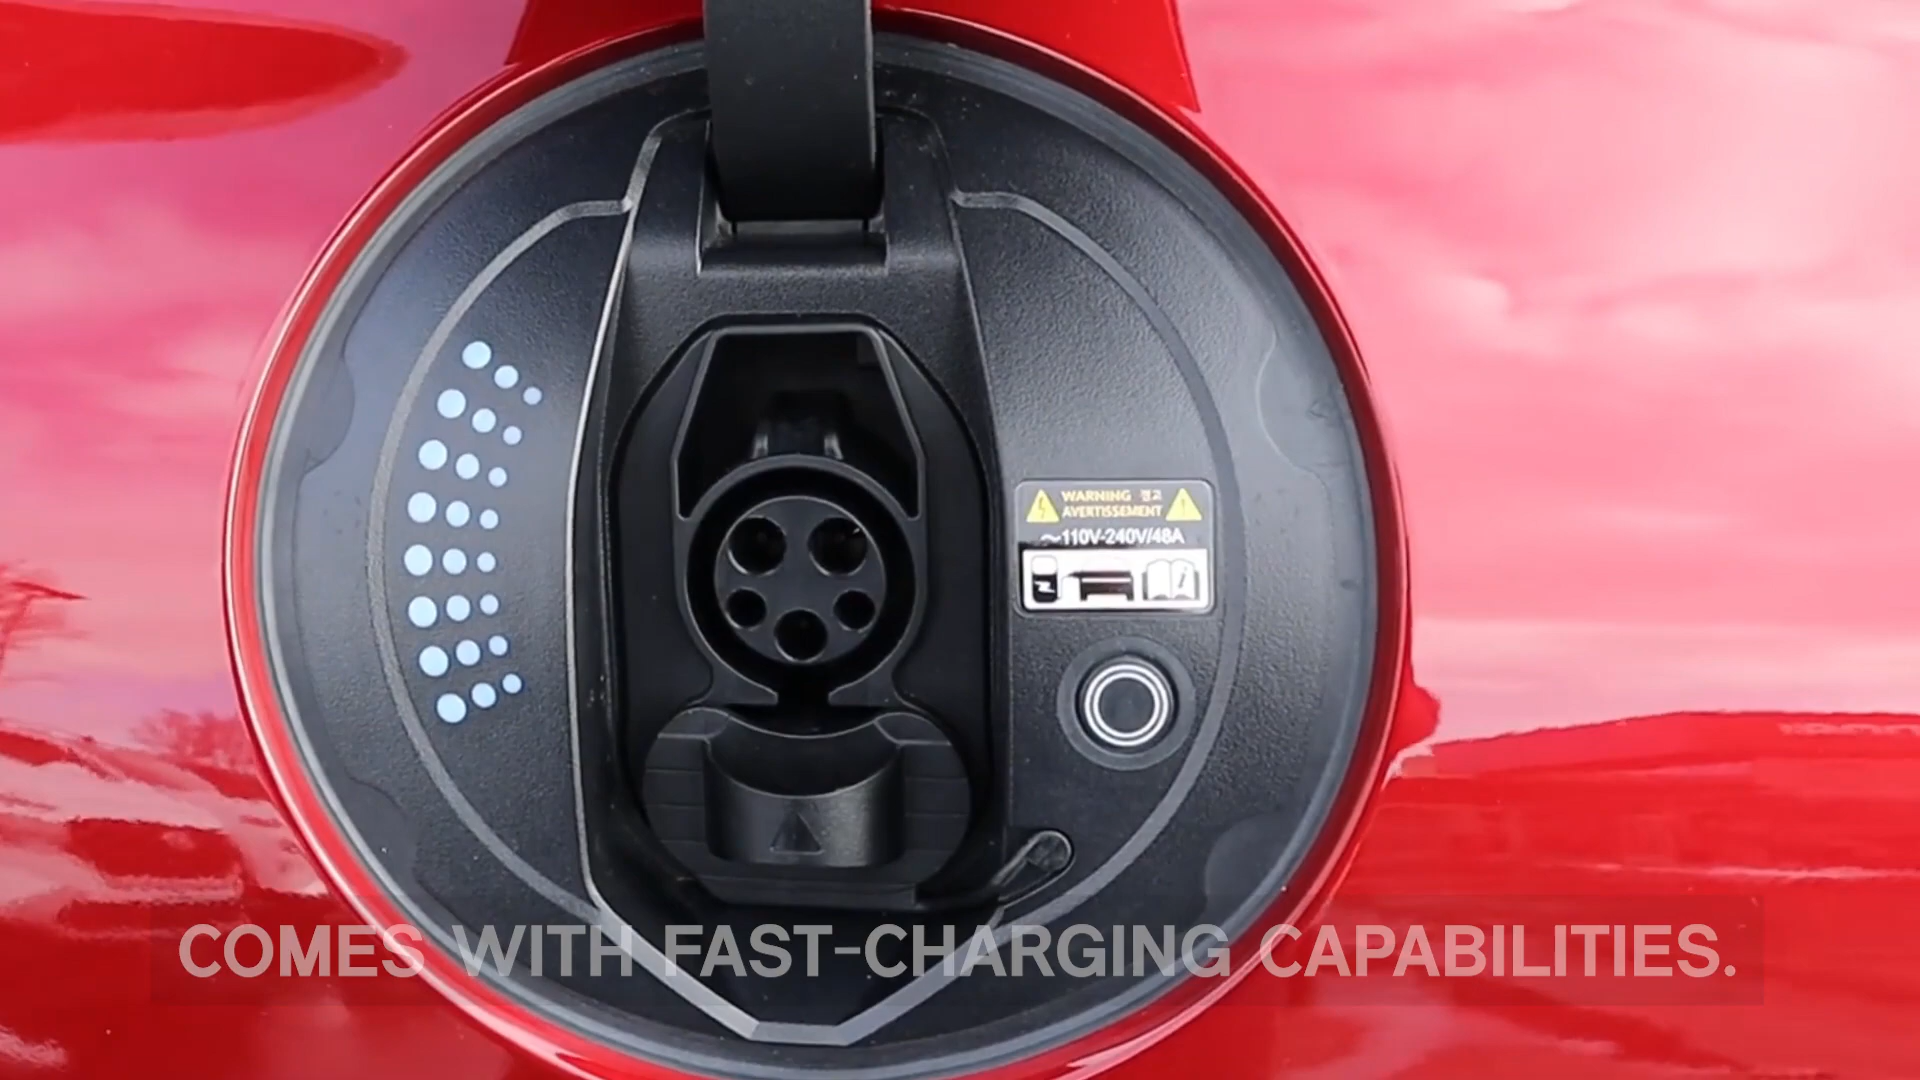 WARNING 경고
AVERTISSEMENT
~110V-240V/48A
COMES WITH FAST-CHARGING CAPABILITIES.